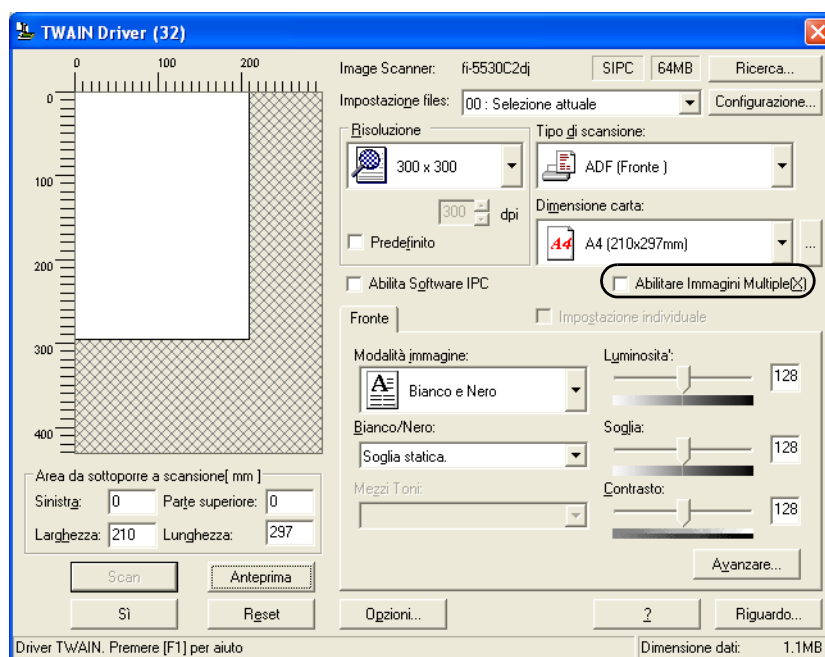 TWAIN Driver (32)
0 100 200
0
100
200
300
400
Area da sottoporre a scansione[ mm ]
Sinistra: 0 Parte superiore: 0
Larghezza: 210 Lunghezza: 297
Scan Anteprima
Sì Reset
Image Scanner: fi-5530C2dj SIPC 64MB Ricerca...
Impostazione files: 00 : Selezione attuale Configurazione...
Risoluzione
300 x 300
300 dpi
Predefinito
Tipo di scansione:
ADF (Fronte )
Dimensione carta:
A4 A4 (210x297mm) ...
Abilita Software IPC
Abilitare Immagini Multiple(X)
Fronte
Impostazione individuale
Modalità immagine:
A Bianco e Nero
Bianco/Nero:
Soglia statica.
Mezzi Toni:
Luminosita': 128
Soglia: 128
Contrasto: 128
Avanzare...
Opzioni... ? Riguardo...
Driver TWAIN. Premere [F1] per aiuto
Dimensione dati: 1.1MB